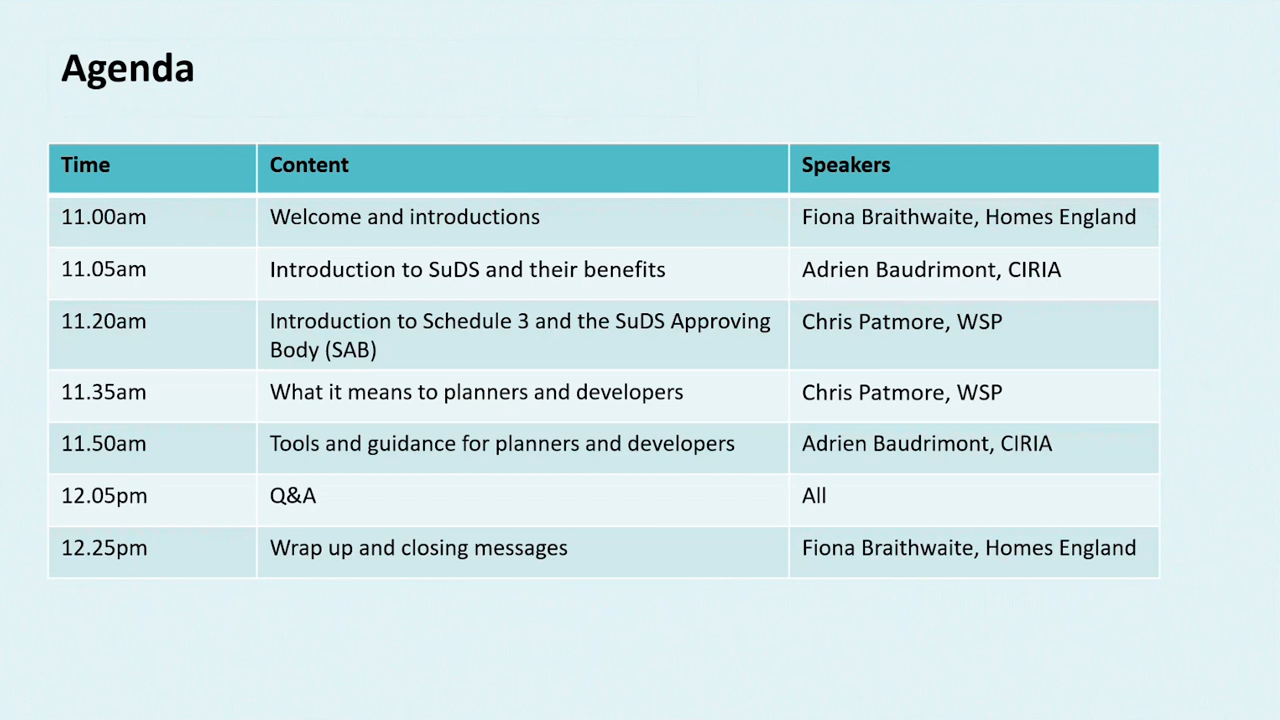 Agenda
Time Content Speakers
11.00am Welcome and introductions Fiona Braithwaite, Homes England
11.05am Introduction to SuDS and their benefits Adrien Baudrimont, CIRIA
11.20am Introduction to Schedule 3 and the SuDS Approving Chris Patmore, WSP
Body (SAB)
11.35am What it means to planners and developers Chris Patmore, WSP
11.50am Tools and guidance for planners and developers Adrien Baudrimont, CIRIA
12.05pm Q&A All
12.25pm Wrap up and closing messages Fiona Braithwaite, Homes England